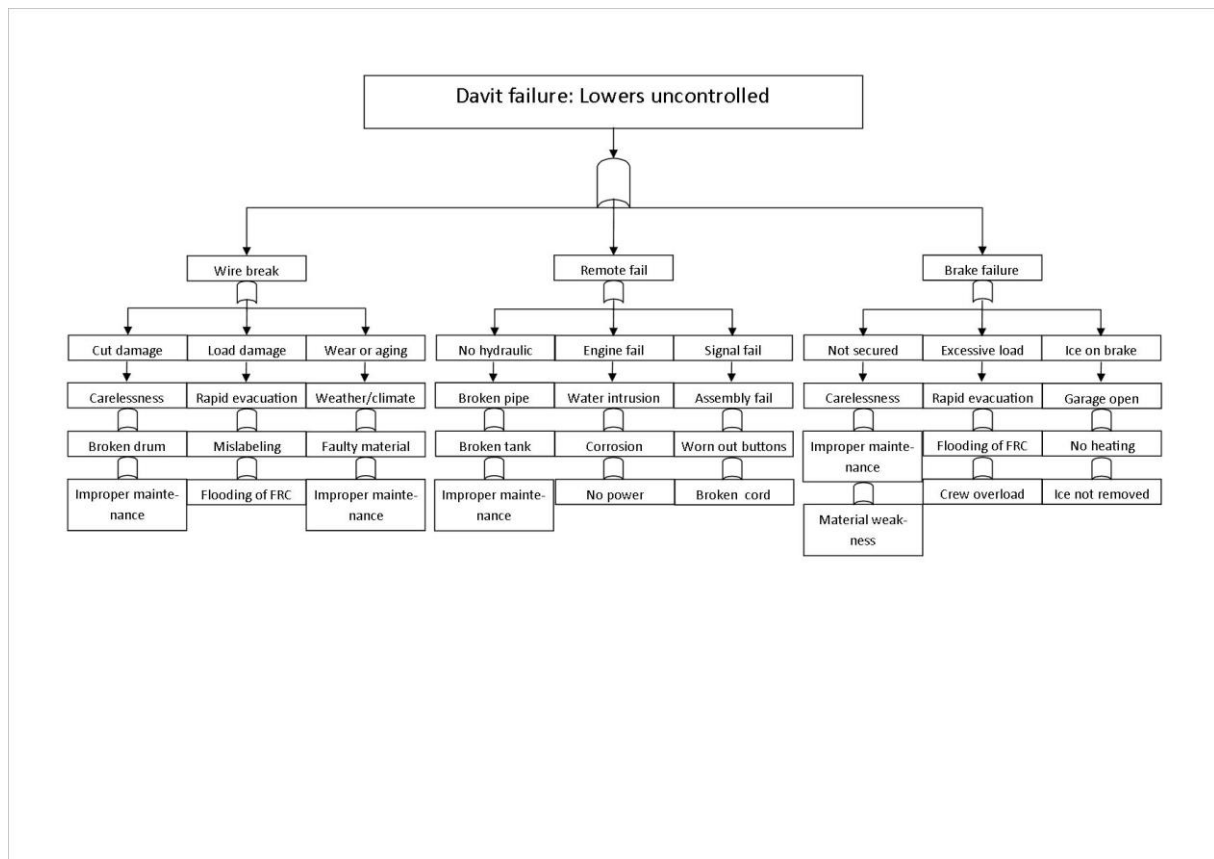 Davit failure: Lowers uncontrolled
Wire break
Remote fail
Brake failure
Cut damage
Load damage
Wear or aging
No hydraulic
Engine fail
Signal fail
Not secured
Excessive load
Ice on brake
Carelessness
Rapid evacuation
Weather/climate
Broken pipe
Water intrusion
Assembly fail
Carelessness
Rapid evacuation
Garage open
Broken drum
Mislabeling
Faulty material
Broken tank
Corrosion
Worn out buttons
Improper mainte-
nance
Flooding of FRC
No heating
Improper mainte-
nance
Flooding of FRC
Improper mainte-
nance
Improper mainte-
nance
No power
Broken cord
Material weak-
ness
Crew overload
Ice not removed